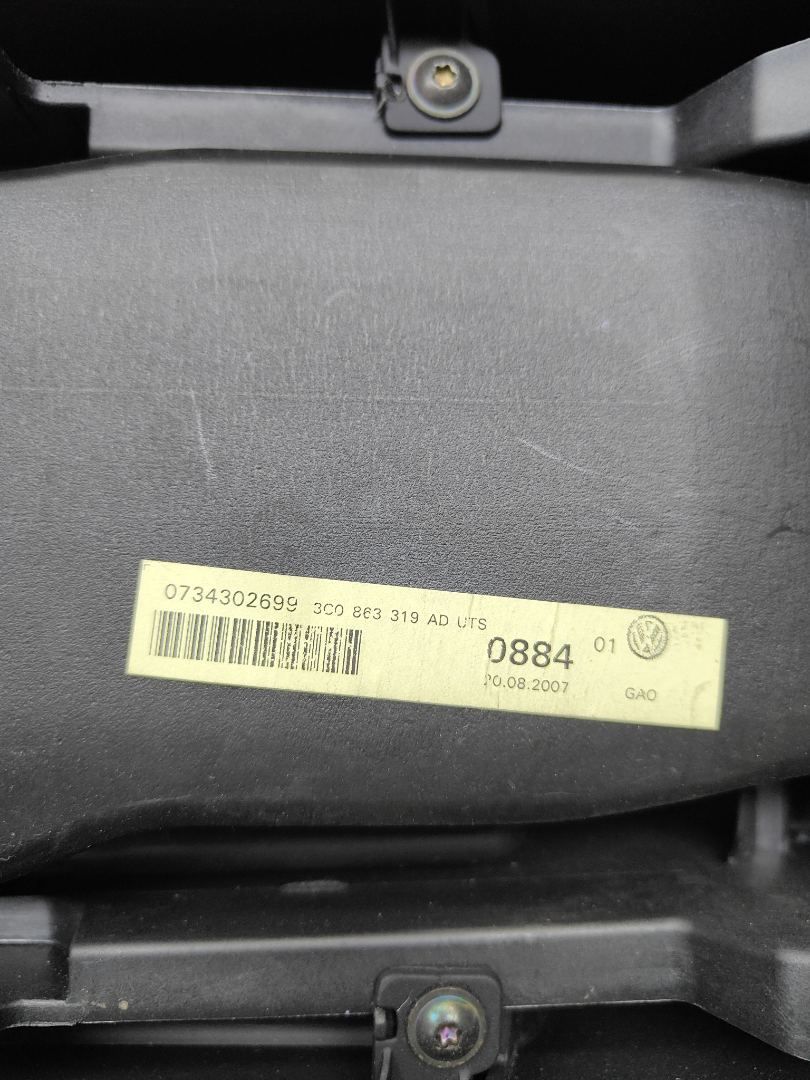 0734302699 3C0 863 319 AD UTS
0884 01
20.08.2007 GAO